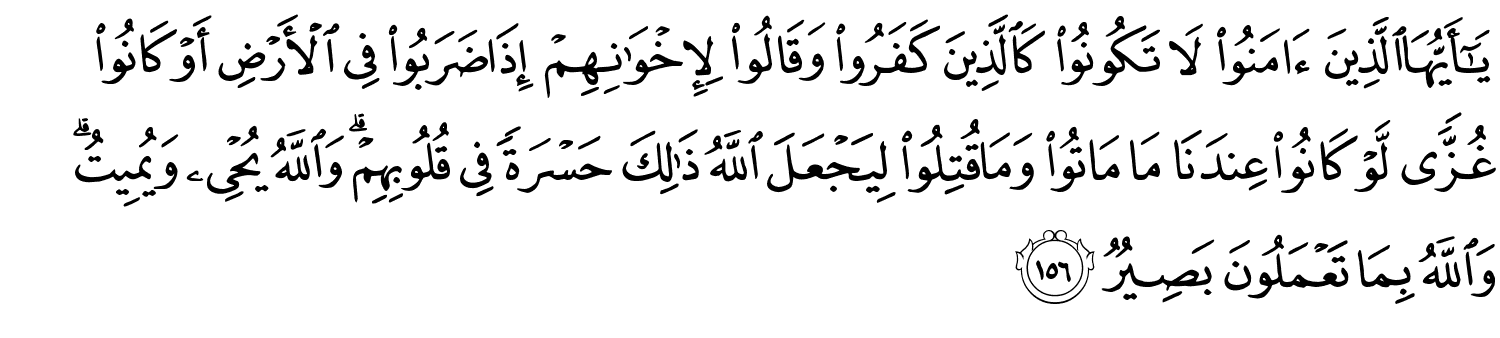 يَـٰٓأَيُّهَا ٱلَّذِينَ ءَامَنُوا۟ لَا تَكُونُوا۟ كَٱلَّذِينَ كَفَرُوا۟ وَقَالُوا۟ لِإِخْوَٰنِهِمْ إِذَا ضَرَبُوا۟ فِى ٱلْأَرْضِ أَوْ كَانُوا۟
غُزًّى لَّوْ كَانُوا۟ عِندَنَا مَا مَاتُوا۟ وَمَا قُتِلُوا۟ لِيَجْعَلَ ٱللَّهُ ذَٰلِكَ حَسْرَةً فِى قُلُوبِهِمْ ۗ وَٱللَّهُ يُحْىِۦ وَيُمِيتُ ۗ
وَٱللَّهُ بِمَا تَعْمَلُونَ بَصِيرٌ ١٥٦